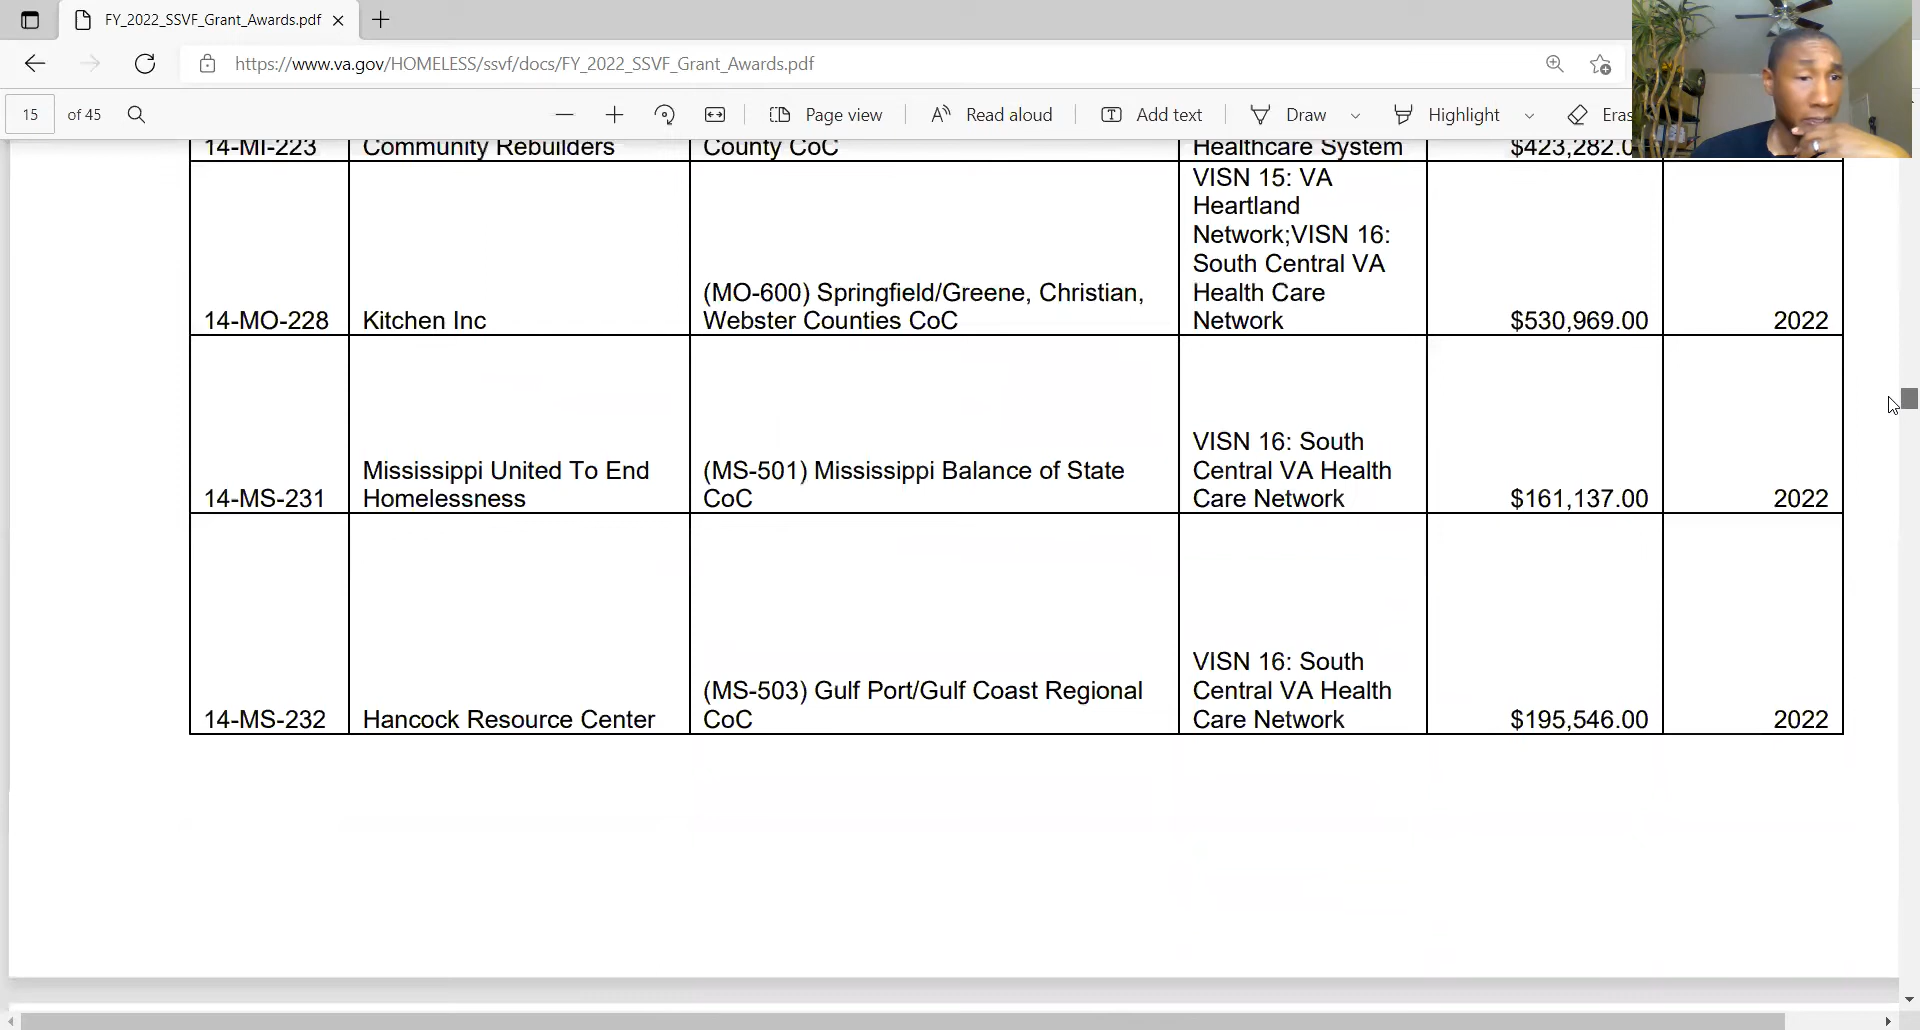 FY_2022_SSVF_Grant_Awards.pdf
https://www.va.gov/HOMELESS/ssvf/docs/FY_2022_SSVF_Grant_Awards.pdf
15 of 45
Page view
Read aloud
Add text
Draw
Highlight
Eras
14-MI-223
Community Rebuilders
County CoC
Healthcare System
$423,282.0
14-MO-228
Kitchen Inc
(MO-600) Springfield/Greene, Christian,
Webster Counties CoC
VISN 15: VA
Heartland
Network;VISN 16:
South Central VA
Health Care
Network
$530,969.00
2022
14-MS-231
Mississippi United To End
Homelessness
(MS-501) Mississippi Balance of State
CoC
VISN 16: South
Central VA Health
Care Network
$161,137.00
2022
14-MS-232
Hancock Resource Center
(MS-503) Gulf Port/Gulf Coast Regional
CoC
VISN 16: South
Central VA Health
Care Network
$195,546.00
2022